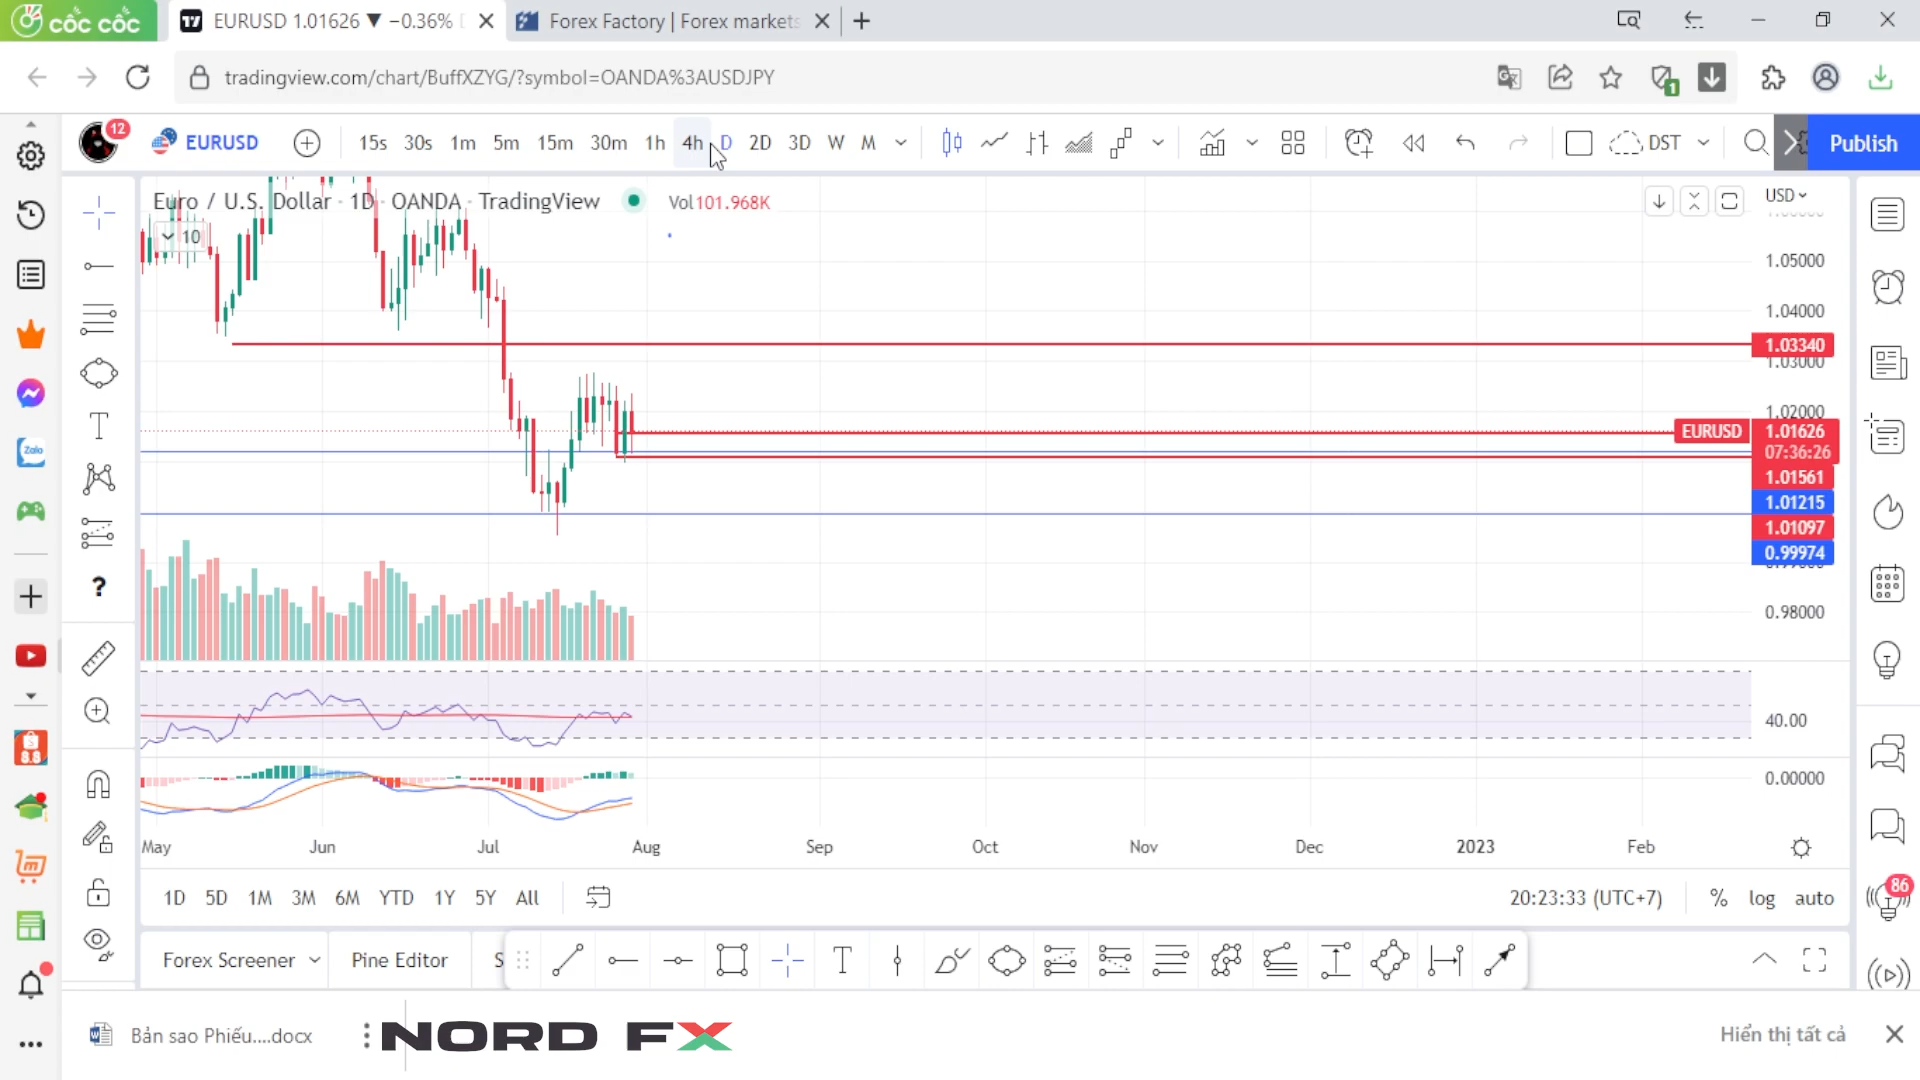 cốc cốc
EURUSD 1.01626 ▼ −0.36%
Forex Factory | Forex markets
tradingview.com/chart/BuffXZYG/?symbol=OANDA%3AUSDJPY
1
12
EURUSD
15s 30s 1m 5m 15m 30m 1h 4h D 2D 3D W M
DST
Publish
Euro / U.S. Dollar · 1D · OANDA · TradingView
Vol 101.968K
10
USD
1.05000
1.04000
1.03340
1.03000
1.02000
EURUSD
1.01626
07:36:26
1.01561
1.01215
1.01097
0.99974
0.98000
40.00
0.00000
May Jun Jul Aug Sep Oct Nov Dec 2023 Feb
1D 5D 1M 3M 6M YTD 1Y 5Y All
20:23:33 (UTC+7)
% log auto
Forex Screener
Pine Editor
Zalo
8.8
86
Bản sao Phiếu....docx
NORD FX
Hiển thị tất cả